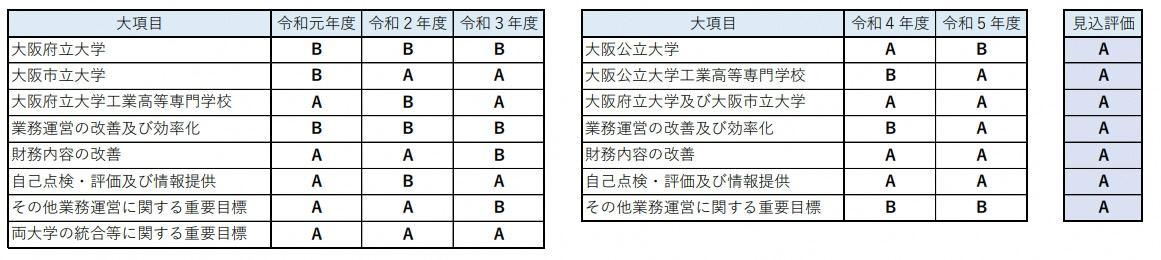 大項目 令和元年度 令和２年度 令和３年度
大阪府立大学 B B B
大阪市立大学 B A A
大阪府立大学工業高等専門学校 A B A
業務運営の改善及び効率化 B B B
財務内容の改善 A A B
自己点検・評価及び情報提供 A B A
その他業務運営に関する重要目標 A A B
両大学の統合等に関する重要目標 A A A
大項目 令和４年度 令和５年度 見込評価
大阪公立大学 A B A
大阪公立大学工業高等専門学校 B A A
大阪府立大学及び大阪市立大学 A A A
業務運営の改善及び効率化 B A A
財務内容の改善 A A A
自己点検・評価及び情報提供 A A A
その他業務運営に関する重要目標 B B A